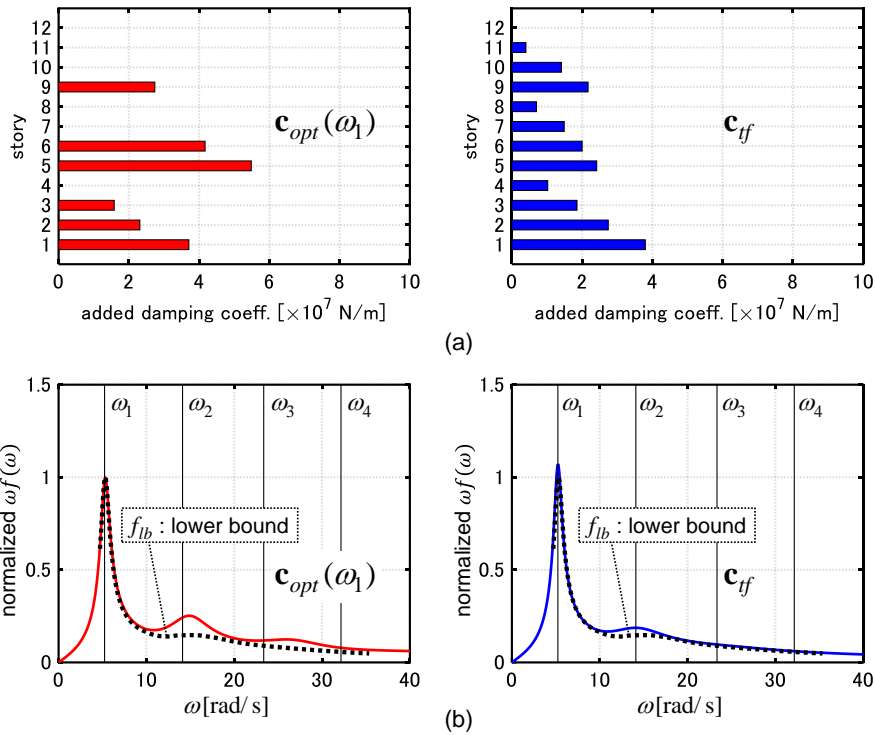 12
11
10
9
8
7
6
5
4
3
2
1
story
c_opt(ω₁)
0 2 4 6 8 10
added damping coeff. [×10⁷ N/m]
12
11
10
9
8
7
6
5
4
3
2
1
story
c_tf
0 2 4 6 8 10
added damping coeff. [×10⁷ N/m]
(a)
1.5
1
0.5
0
normalized ωf(ω)
ω₁ ω₂ ω₃ ω₄
f_lb : lower bound
c_opt(ω₁)
0 10 20 30 40
ω[rad/s]
1.5
1
0.5
0
normalized ωf(ω)
ω₁ ω₂ ω₃ ω₄
f_lb : lower bound
c_tf
0 10 20 30 40
ω[rad/s]
(b)